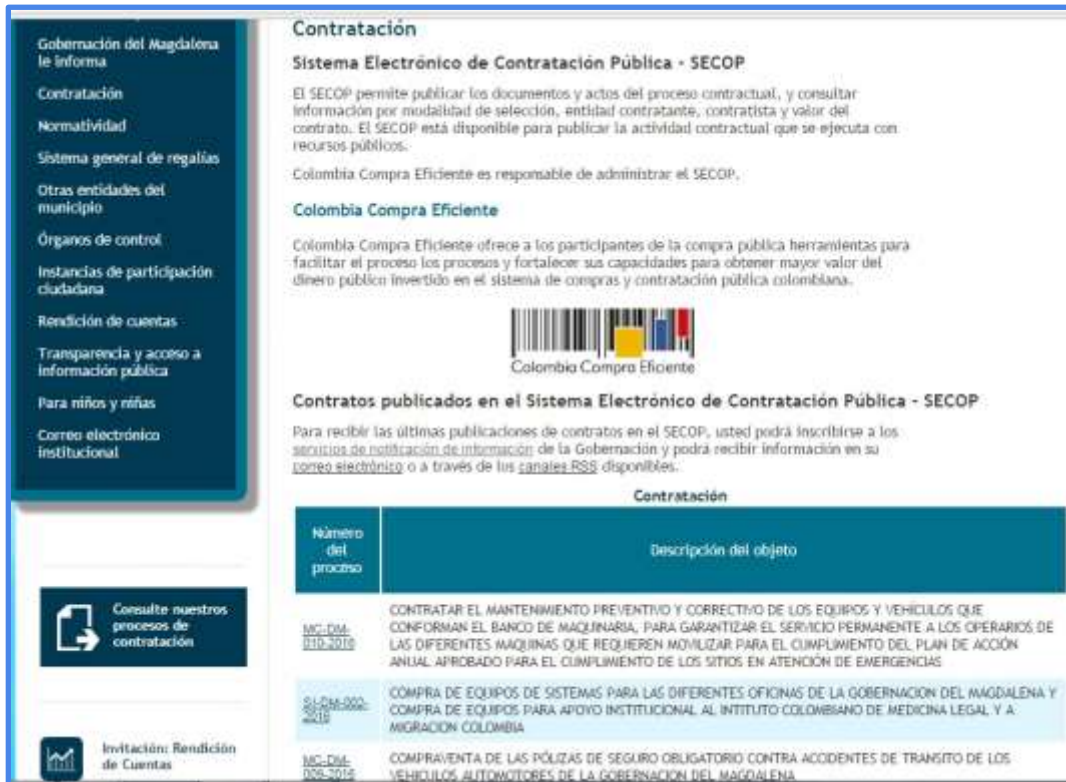 Gobernación del Magdalena
le informa
Contratación
Normatividad
Sistema general de regalías
Otras entidades del
municipio
Órganos de control
Instancias de participación
ciudadana
Rendición de cuentas
Transparencia y acceso a
información pública
Para niños y niñas
Correo electrónico
institucional
Consulte nuestros
procesos de
contratación
Invitación: Rendición
de Cuentas
Contratación
Sistema Electrónico de Contratación Pública - SECOP
El SECOP permite publicar los documentos y actos del proceso contractual, y consultar
información por modalidad de selección, entidad contratante, contratista y valor del
contrato. El SECOP está disponible para publicar la actividad contractual que se ejecuta con
recursos públicos.
Colombia Compra Eficiente es responsable de administrar el SECOP.
Colombia Compra Eficiente
Colombia Compra Eficiente ofrece a los participantes de la compra pública herramientas para
facilitar el proceso los procesos y fortalecer sus capacidades para obtener mayor valor del
dinero público invertido en el sistema de compras y contratación pública colombiana.
Colombia Compra Eficiente
Contratos publicados en el Sistema Electrónico de Contratación Pública - SECOP
Para recibir las últimas publicaciones de contratos en el SECOP, usted podrá inscribirse a los
servicios de notificación de información de la Gobernación y podrá recibir información en su
correo electrónico o a través de los canales RSS disponibles.
Contratación
Número
del
proceso
Descripción del objeto
MC-DM-
010-2016
CONTRATAR EL MANTENIMIENTO PREVENTIVO Y CORRECTIVO DE LOS EQUIPOS Y VEHÍCULOS QUE
CONFORMAN EL BANCO DE MAQUINARIA, PARA GARANTIZAR EL SERVICIO PERMANENTE A LOS OPERARIOS DE
LAS DIFERENTES MAQUINAS QUE REQUIEREN MOVILIZAR PARA EL CUMPLIMIENTO DEL PLAN DE ACCIÓN
ANUAL APROBADO PARA EL CUMPLIMIENTO DE LOS SITIOS EN ATENCIÓN DE EMERGENCIAS
SI-DM-002-
2016
COMPRA DE EQUIPOS DE SISTEMAS PARA LAS DIFERENTES OFICINAS DE LA GOBERNACION DEL MAGDALENA Y
COMPRA DE EQUIPOS PARA APOYO INSTITUCIONAL AL INTITUTO COLOMBIANO DE MEDICINA LEGAL Y A
MIGRACION COLOMBIA
MC-DM-
COMPRAVENTA DE LAS PÓLIZAS DE SEGURO OBLIGATORIO CONTRA ACCIDENTES DE TRANSITO DE LOS
VEHICULOS AUTOMOTORES DE LA GOBERNACION DEL MAGDALENA